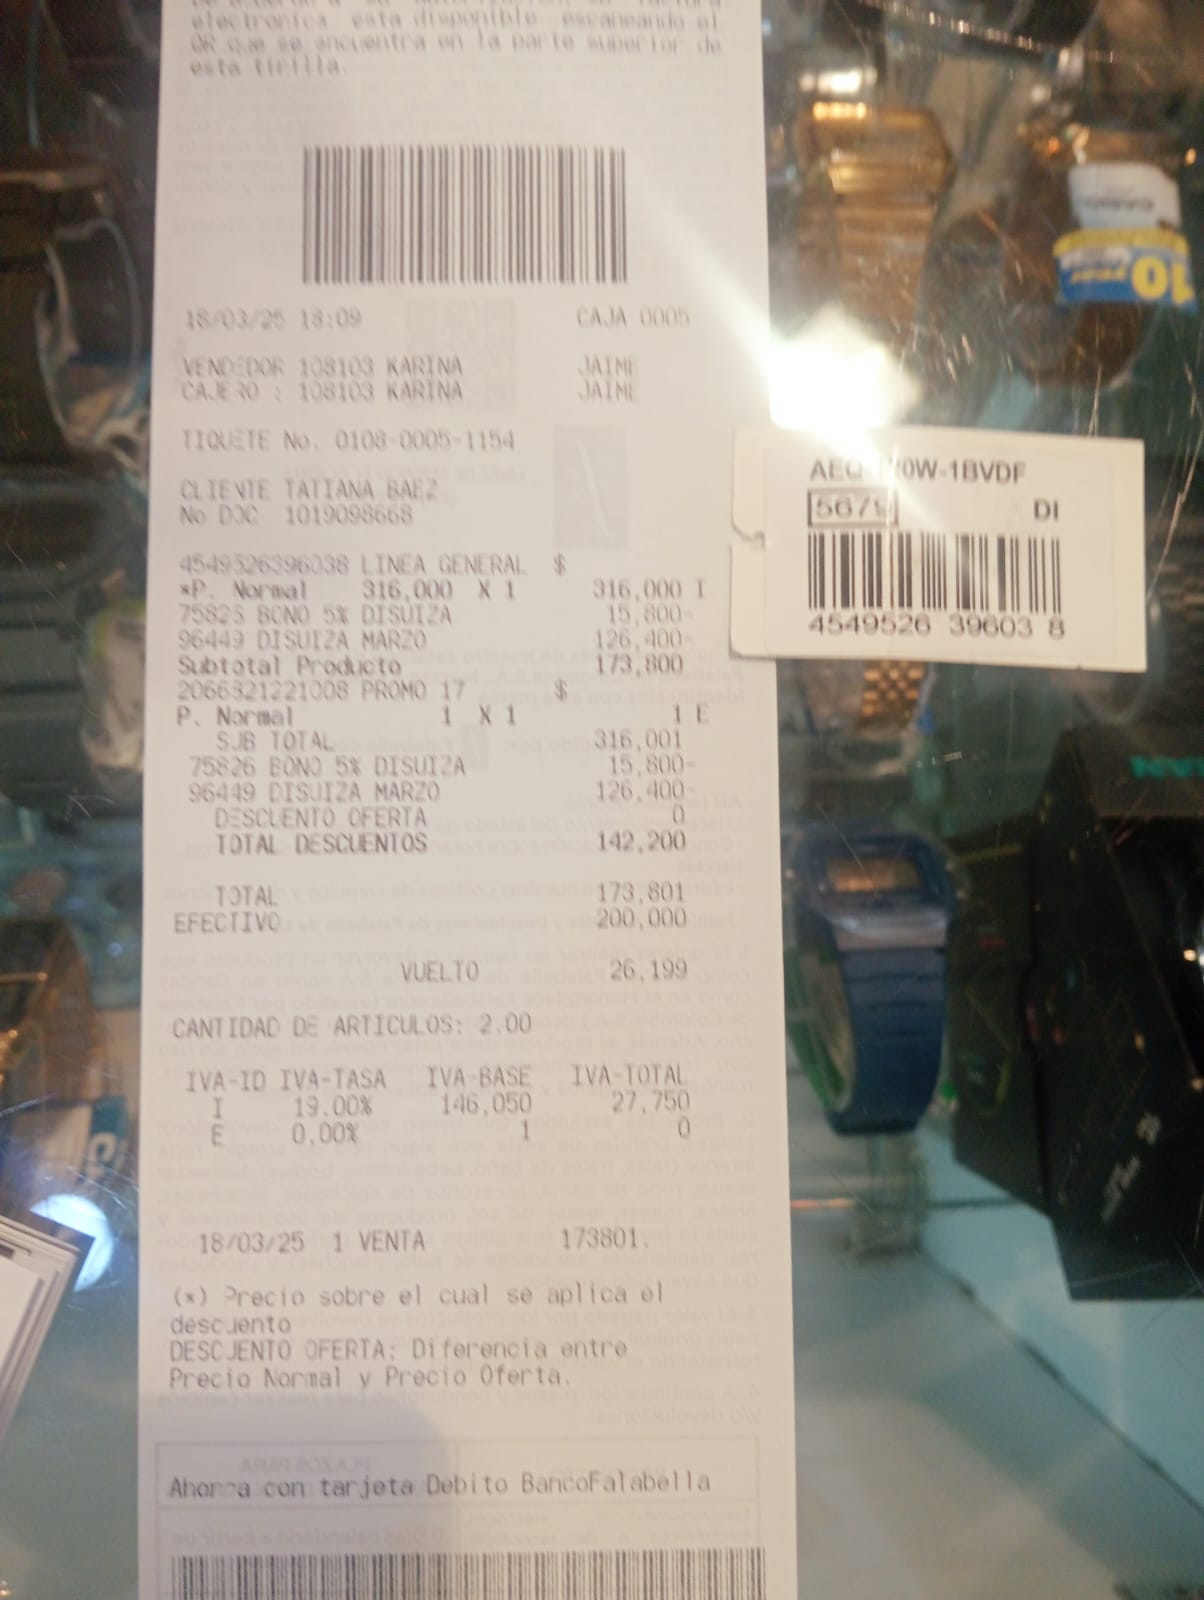 electronica esta disponible escaneando el
QR que se encuentra en la parte superior de
esta tirilla.
18/03/25 18:09 CAJA 0005
VENDEDOR 108103 KARINA JAIME
CAJERO : 108103 KARINA JAIME
TIQUETE No. 0108-0005-1154
CLIENTE TATIANA BAEZ
No DOC 1019098668
4549526396038 LINEA GENERAL $
*P. Normal 316,000 X 1 316,000 I
75826 BONO 5% DISUIZA 15,800-
96449 DISUIZA MARZO 126,400-
Subtotal Producto 173,800
2066321221008 PROMO 17 $
P. Normal 1 X 1 1 E
SUB TOTAL 316,001
75826 BONO 5% DISUIZA 15,800-
96449 DISUIZA MARZO 126,400-
DESCUENTO OFERTA 0
TOTAL DESCUENTOS 142,200
TOTAL 173,801
EFECTIVO 200,000
VUELTO 26,199
CANTIDAD DE ARTICULOS: 2.00
IVA-ID IVA-TASA IVA-BASE IVA-TOTAL
I 19.00% 146,050 27,750
E 0.00% 1 0
18/03/25 1 VENTA 173801.
(*) Precio sobre el cual se aplica el
descuento
DESCUENTO OFERTA: Diferencia entre
Precio Normal y Precio Oferta.
Ahorra con tarjeta Debito BancoFalabella
20W-1BVDF
5679 DI
4549526 39603 8
10